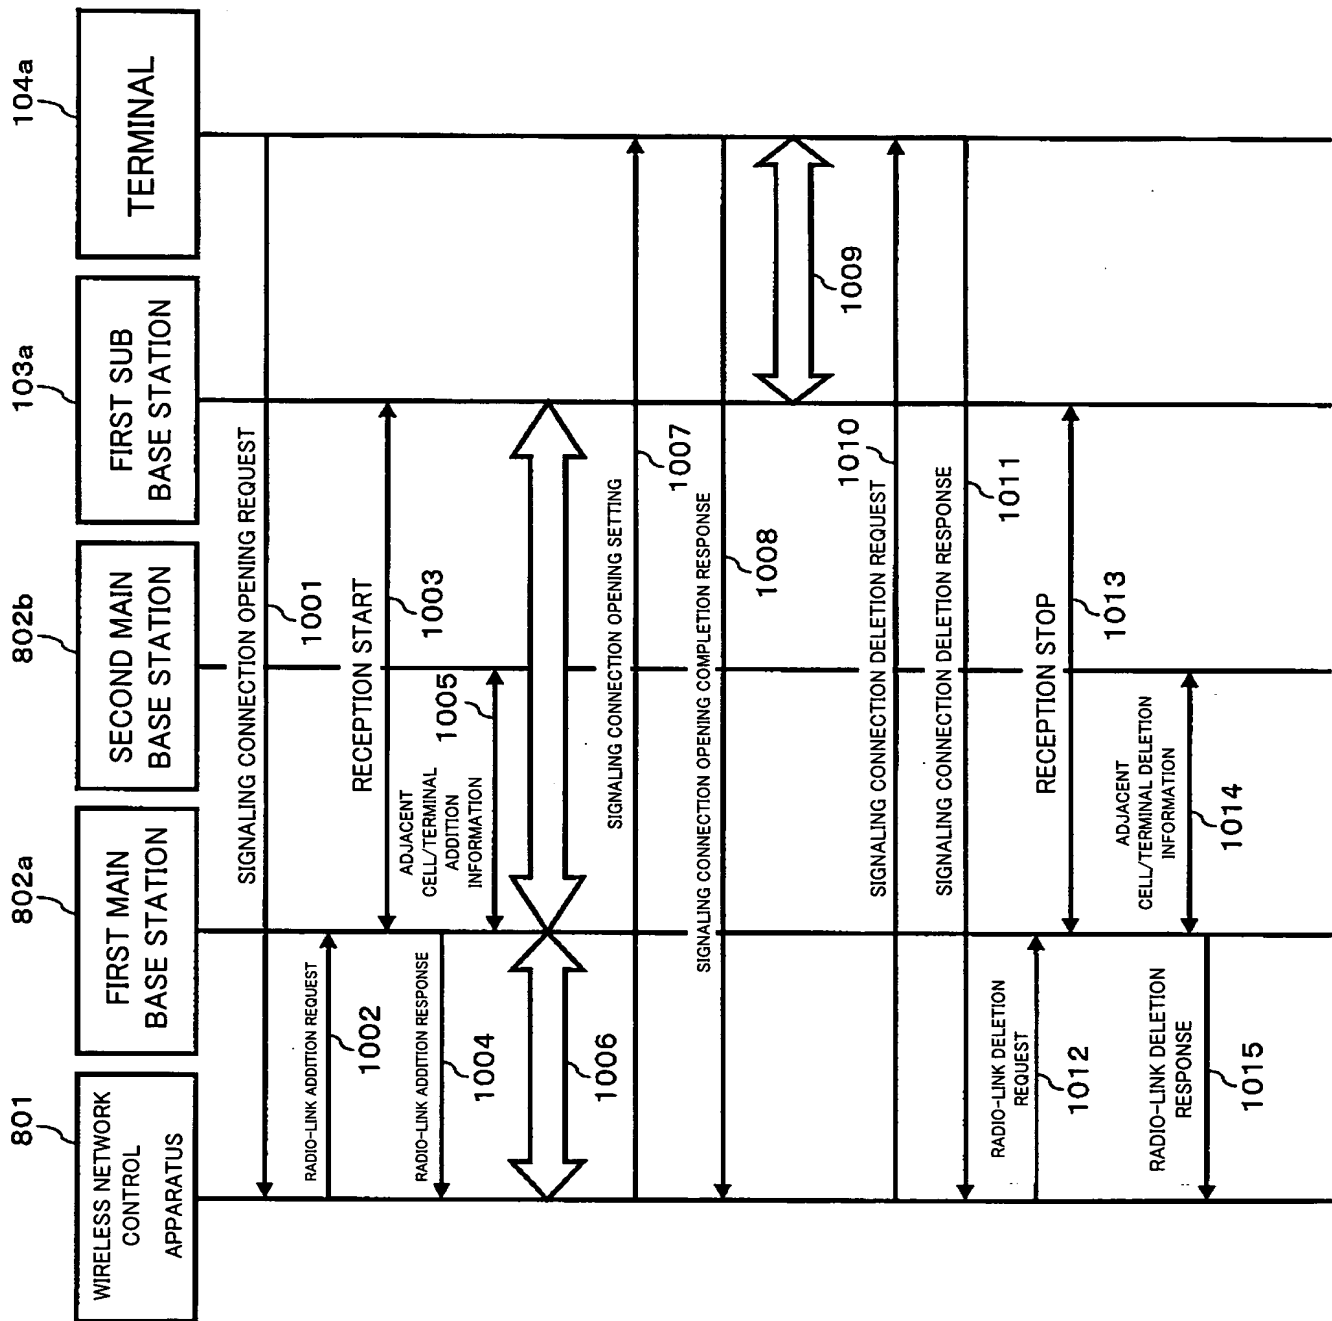 801
WIRELESS NETWORK
CONTROL
APPARATUS
802a
FIRST MAIN
BASE STATION
802b
SECOND MAIN
BASE STATION
103a
FIRST SUB
BASE STATION
104a
TERMINAL
SIGNALING CONNECTION OPENING REQUEST
1001
RADIO-LINK ADDITION REQUEST
1002
RECEPTION START
1003
RADIO-LINK ADDITION RESPONSE
1004
ADJACENT
CELL/TERMINAL
ADDITION
INFORMATION
1005
1006
SIGNALING CONNECTION OPENING SETTING
1007
SIGNALING CONNECTION OPENING COMPLETION RESPONSE
1008
1009
SIGNALING CONNECTION DELETION REQUEST
1010
SIGNALING CONNECTION DELETION RESPONSE
1011
RADIO-LINK DELETION
REQUEST
1012
RECEPTION STOP
1013
ADJACENT
CELL/TERMINAL DELETION
INFORMATION
1014
RADIO-LINK DELETION
RESPONSE
1015